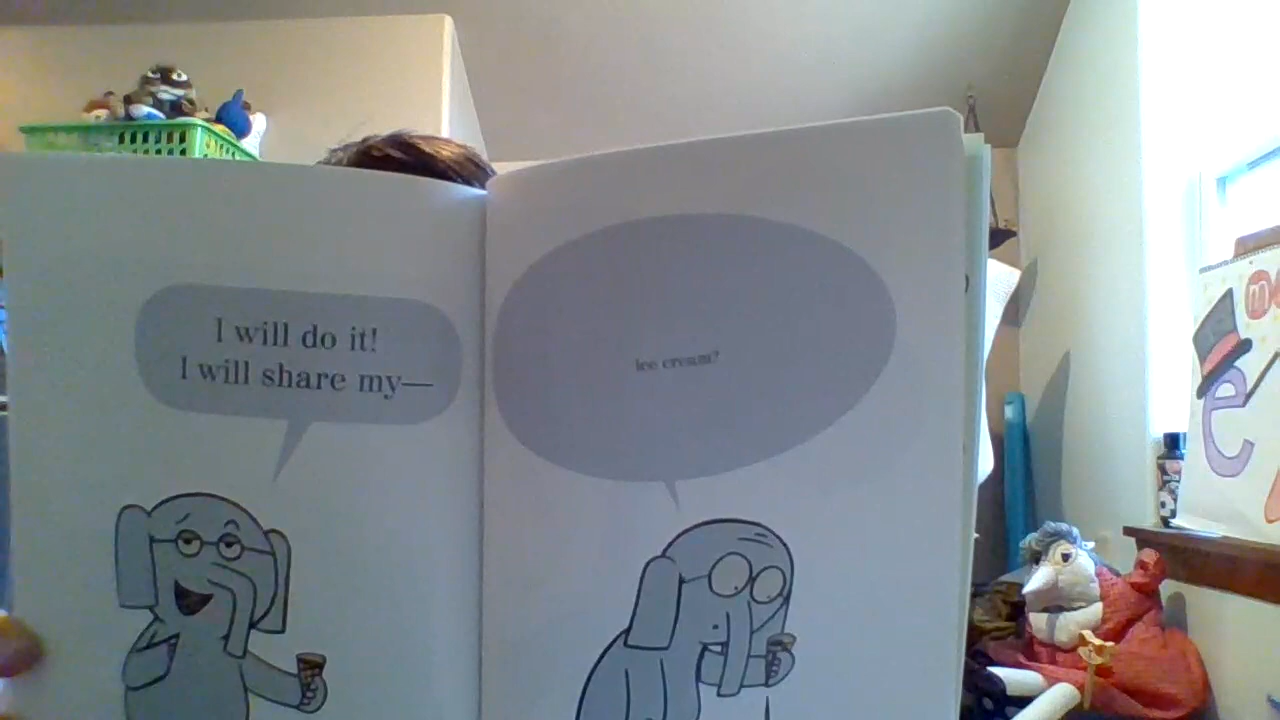 I will do it!
I will share my—
Ice cream?
m
e